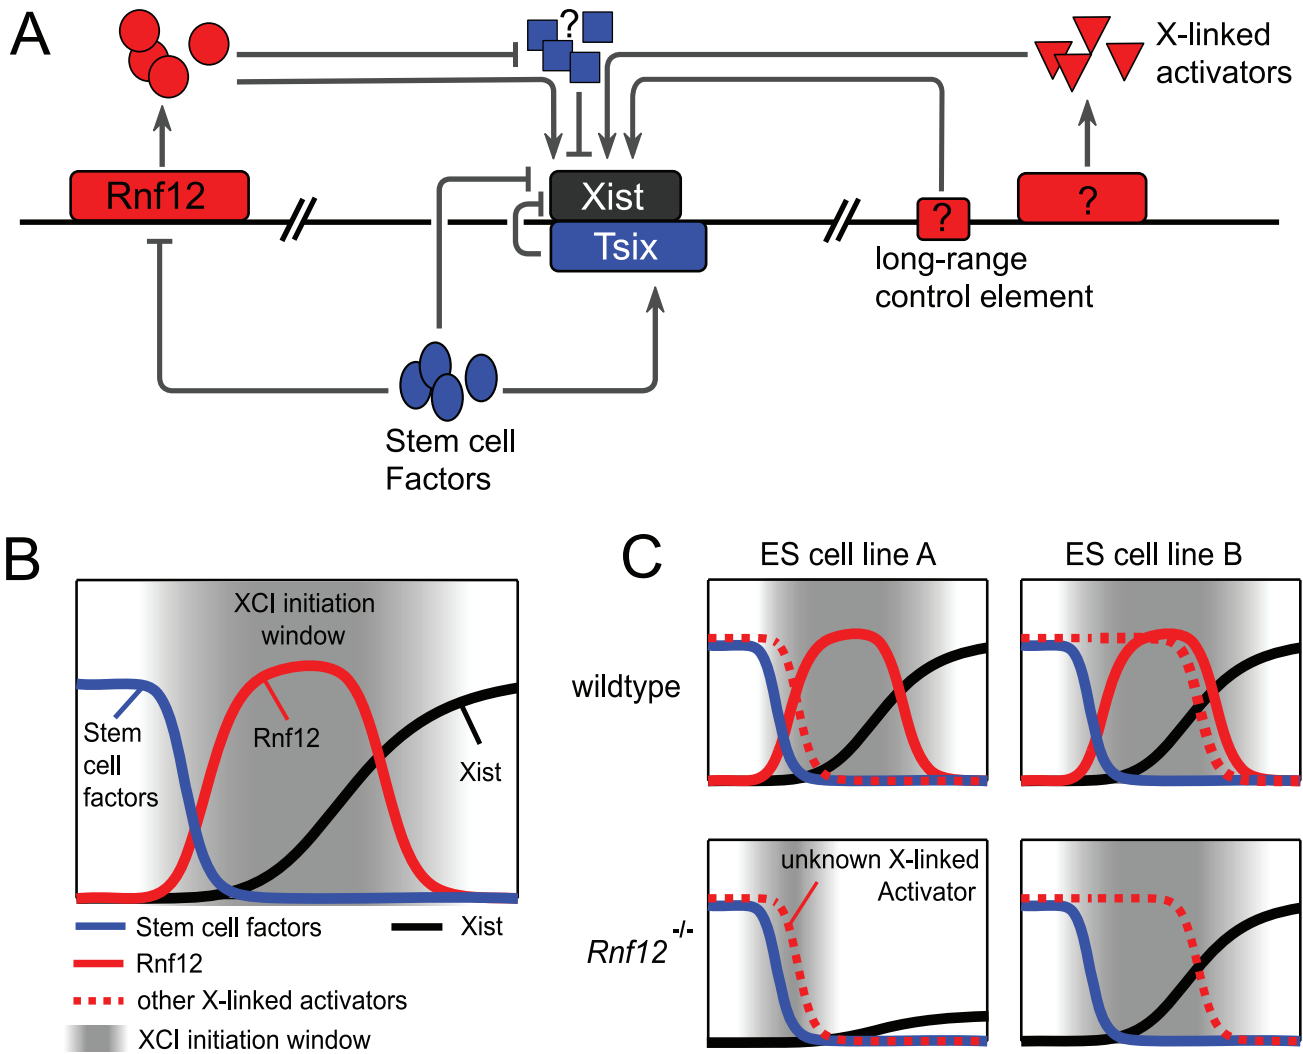 A
?
X-linked
activators
Rnf12
Xist
?
?
Tsix
long-range
control element
Stem cell
Factors
B
XCI initiation
window
Stem
cell
factors
Rnf12
Xist
Stem cell factors
Xist
Rnf12
other X-linked activators
XCI initiation window
C
ES cell line A
ES cell line B
wildtype
unknown X-linked
Activator
Rnf12 -/-